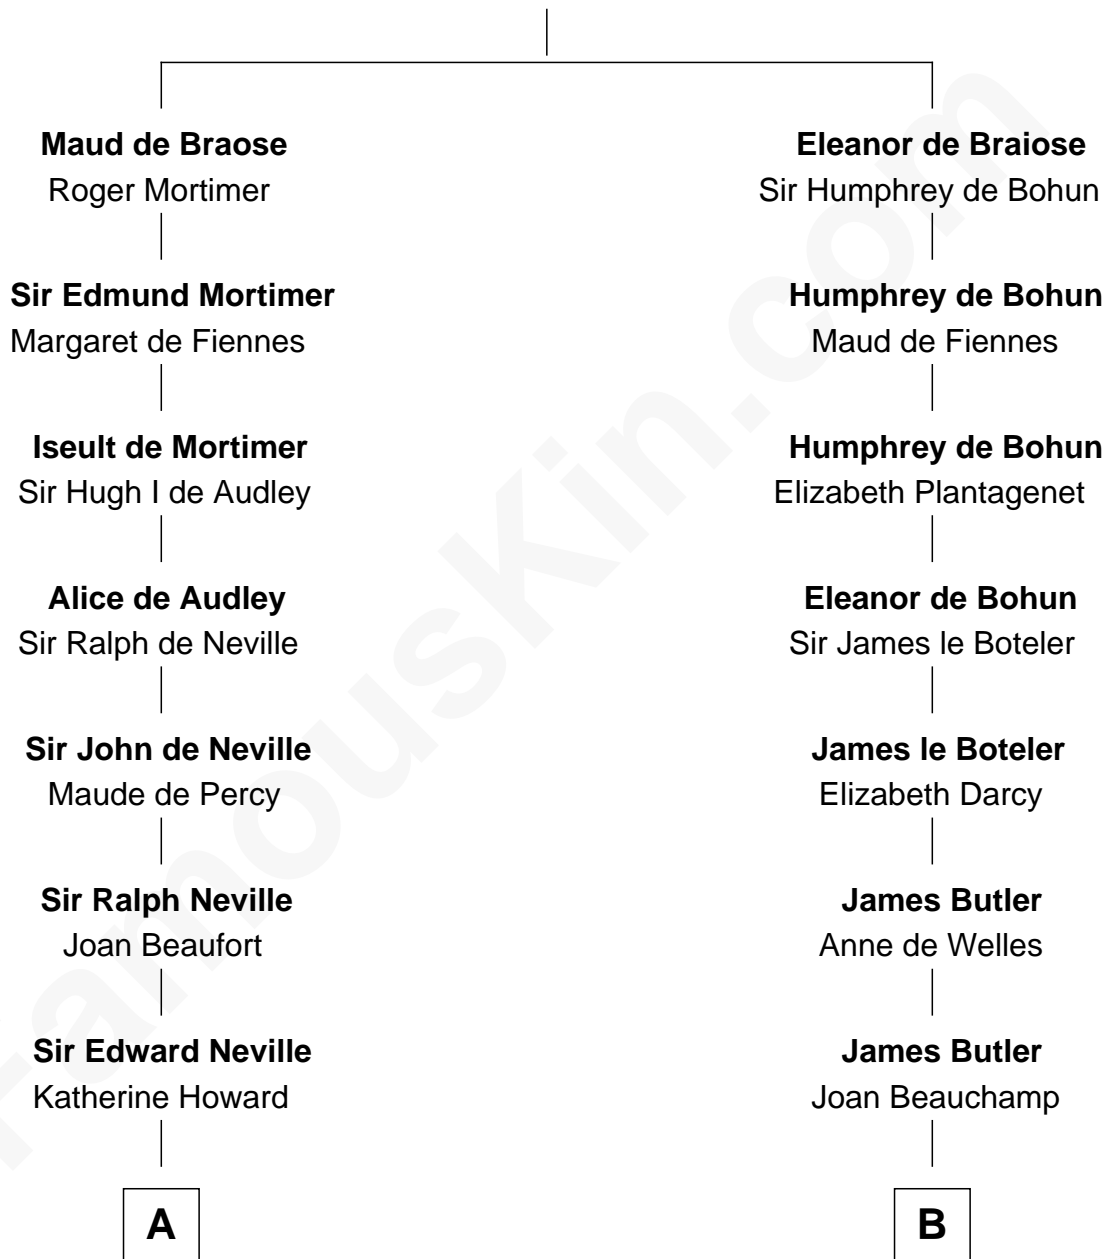 Maud de Braose
Roger Mortimer
Eleanor de Braiose
Sir Humphrey de Bohun
Sir Edmund Mortimer
Margaret de Fiennes
Humphrey de Bohun
Maud de Fiennes
Iseult de Mortimer
Sir Hugh I de Audley
Humphrey de Bohun
Elizabeth Plantagenet
Alice de Audley
Sir Ralph de Neville
Eleanor de Bohun
Sir James le Boteler
Sir John de Neville
Maude de Percy
James le Boteler
Elizabeth Darcy
Sir Ralph Neville
Joan Beaufort
James Butler
Anne de Welles
Sir Edward Neville
Katherine Howard
James Butler
Joan Beauchamp
A
B
FamousKin.com